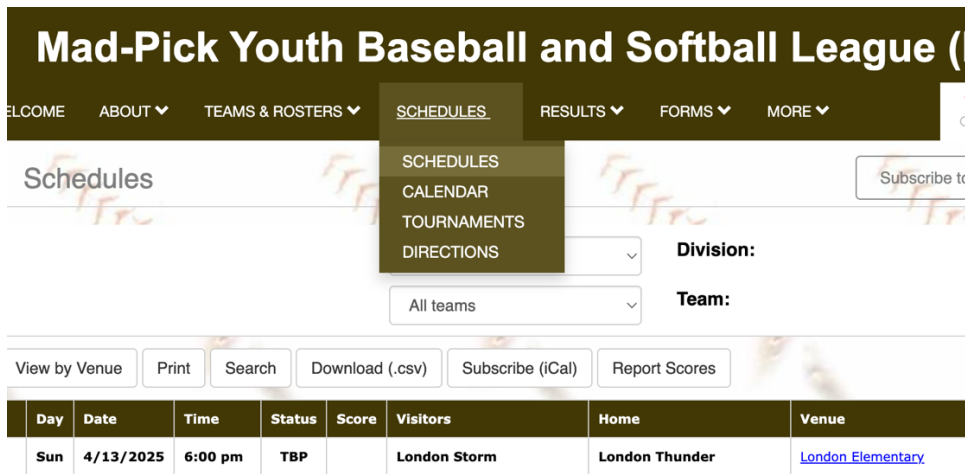 Mad-Pick Youth Baseball and Softball League (
ELCOME ABOUT TEAMS & ROSTERS SCHEDULES RESULTS FORMS MORE
SCHEDULES
CALENDAR
TOURNAMENTS
DIRECTIONS
Schedules
Subscribe to
Division:
All teams
Team:
View by Venue Print Search Download (.csv) Subscribe (iCal) Report Scores
Day Date Time Status Score Visitors Home Venue
Sun 4/13/2025 6:00 pm TBP London Storm London Thunder London Elementary